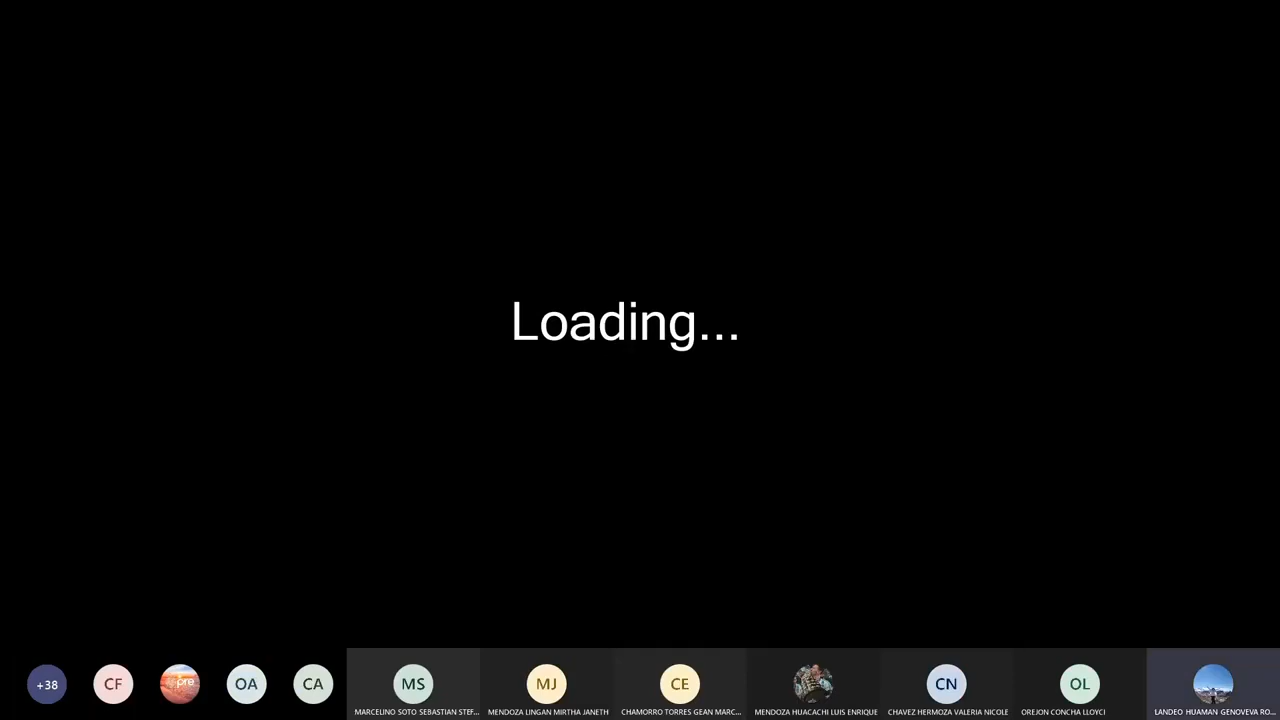 Loading...
+38
CF
pre
OA
CA
MS
MJ
CE
CN
OL
MARCELINO SOTO SEBASTIAN STEF...
MENDOZA LINGAN MIRTHA JANETH
CHAMORRO TORRES GEAN MARC...
MENDOZA HUACACHI LUIS ENRIQUE
CHAVEZ HERMOZA VALERIA NICOLE
OREJON CONCHA LLOYCI
LANDEO HUAMAN GENOVEVA RO...